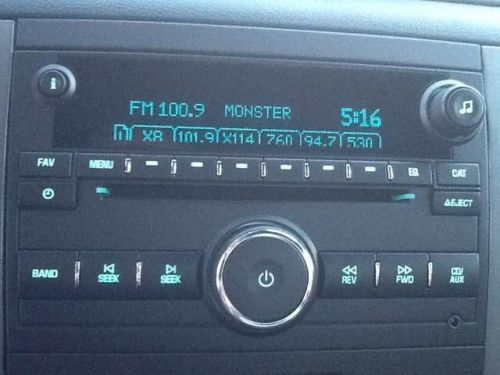 i
FM 100.9 MONSTER 5:16
X8 101.9 X114 760 94.7 530
FAV MENU EQ CAT
EJECT
BAND SEEK SEEK REV FWD CD/AUX